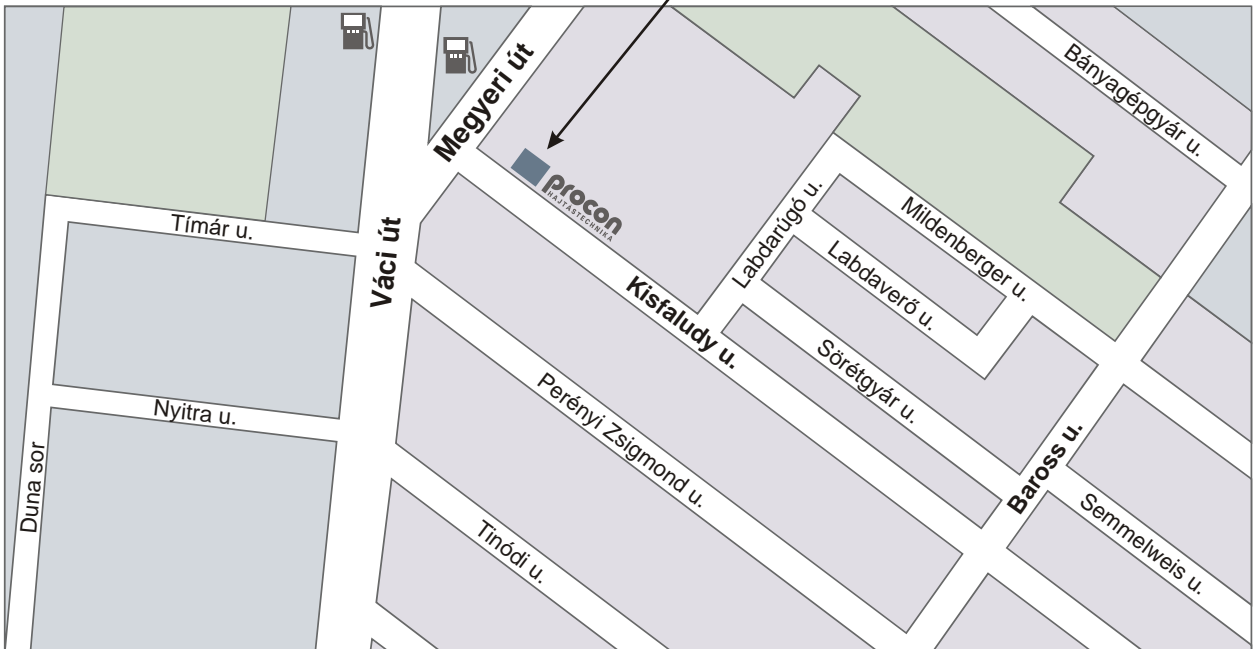 Megyeri út
Bányagépgyár u.
procon
HAJTÁSTECHNIKA
Tímár u.
Váci út
Labdarúgó u.
Mildenberger u.
Labdaverő u.
Kisfaludy u.
Sörétgyár u.
Nyitra u.
Perényi Zsigmond u.
Duna sor
Baross u.
Semmelweis u.
Tinódi u.